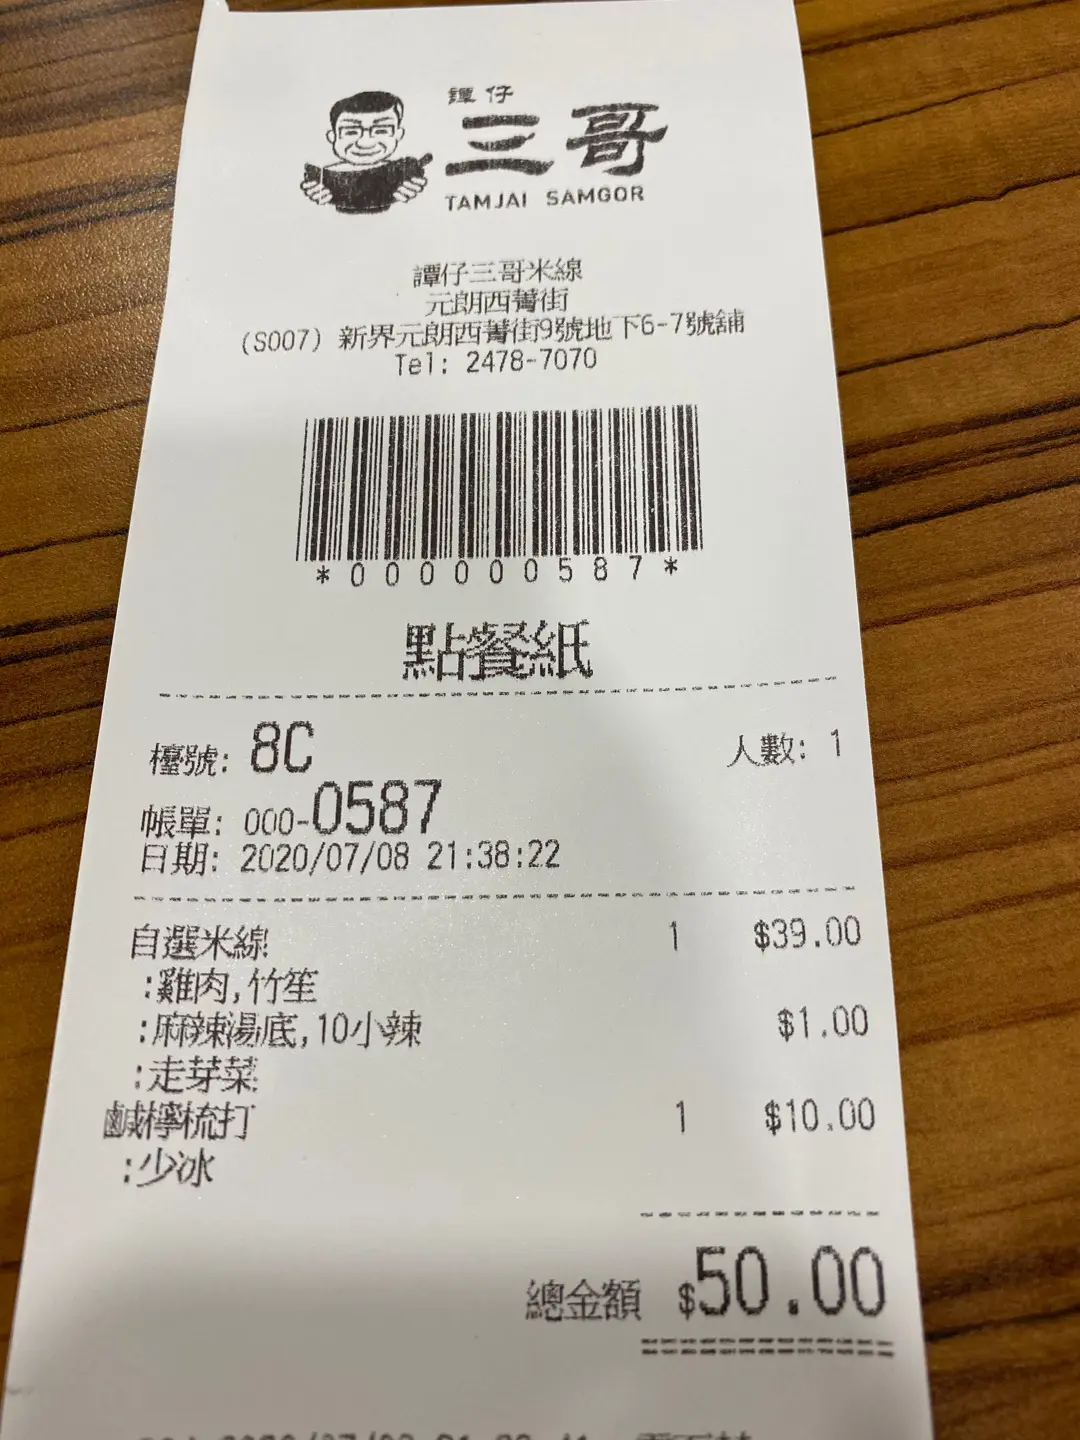 譚仔
三哥
TAMJAI SAMGOR
譚仔三哥米線
元朗西菁街
(S007) 新界元朗西菁街9號地下6-7號舖
Tel: 2478-7070
*000000587*
點餐紙
檯號: 8C 人數: 1
帳單: 000-0587
日期: 2020/07/08 21:38:22
自選米線 1 $39.00
:雞肉,竹笙
:麻辣湯底,10小辣 $1.00
:走芽菜
鹹檸梳打 1 $10.00
:少冰
總金額 $50.00